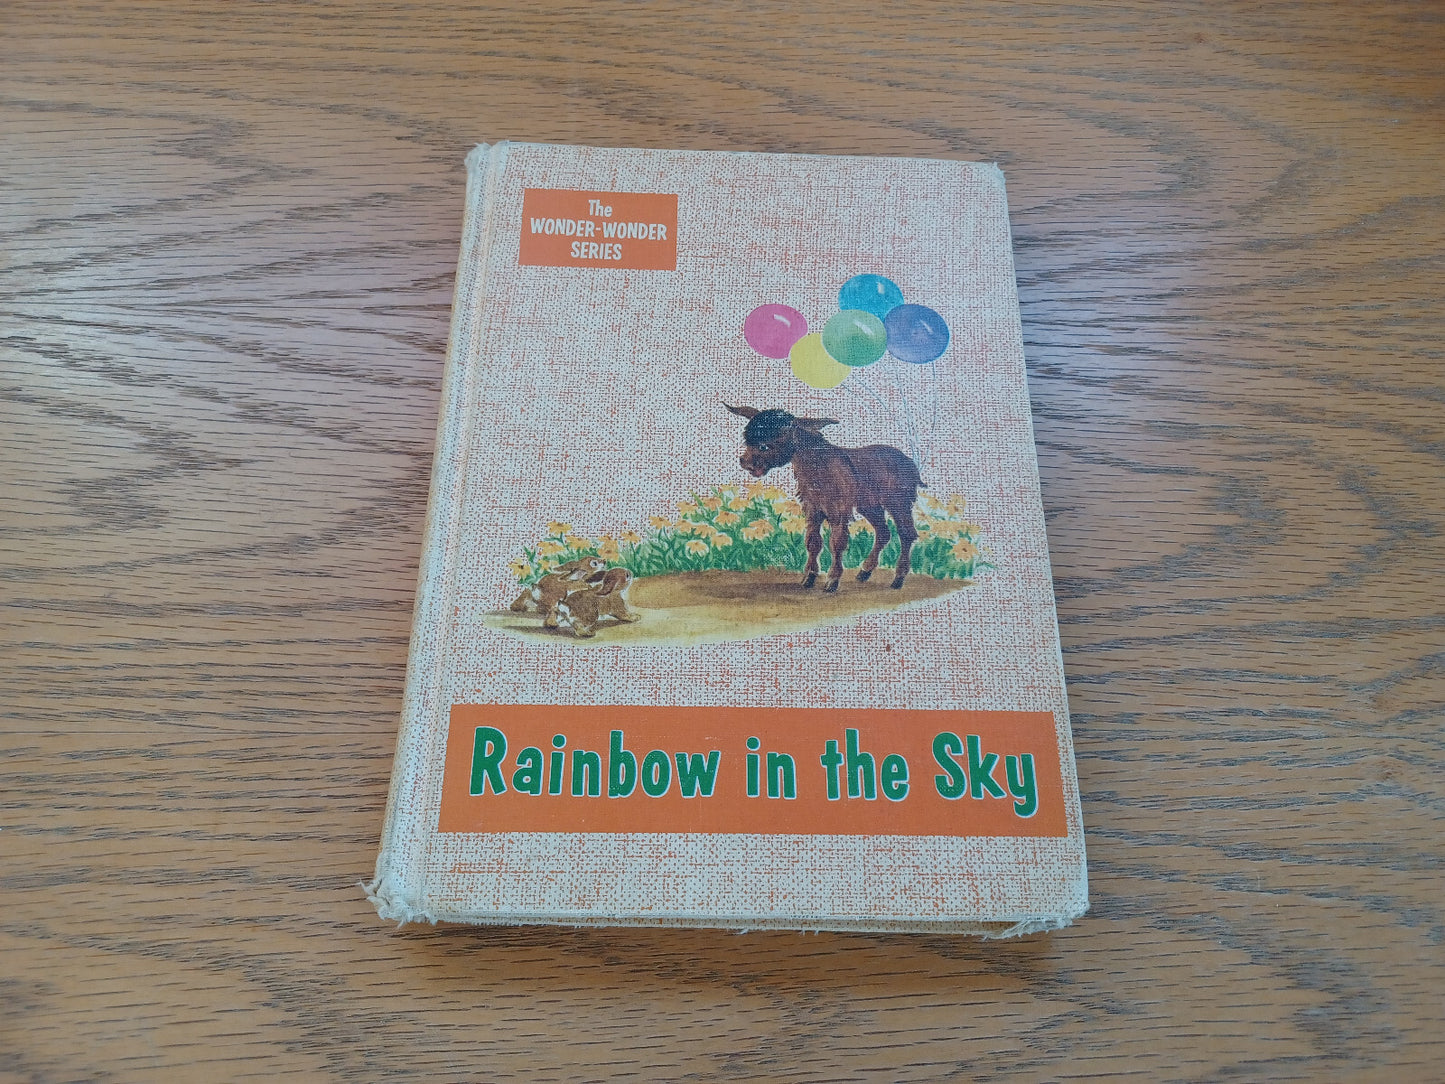 The
WONDER-WONDER
SERIES
Rainbow in the Sky